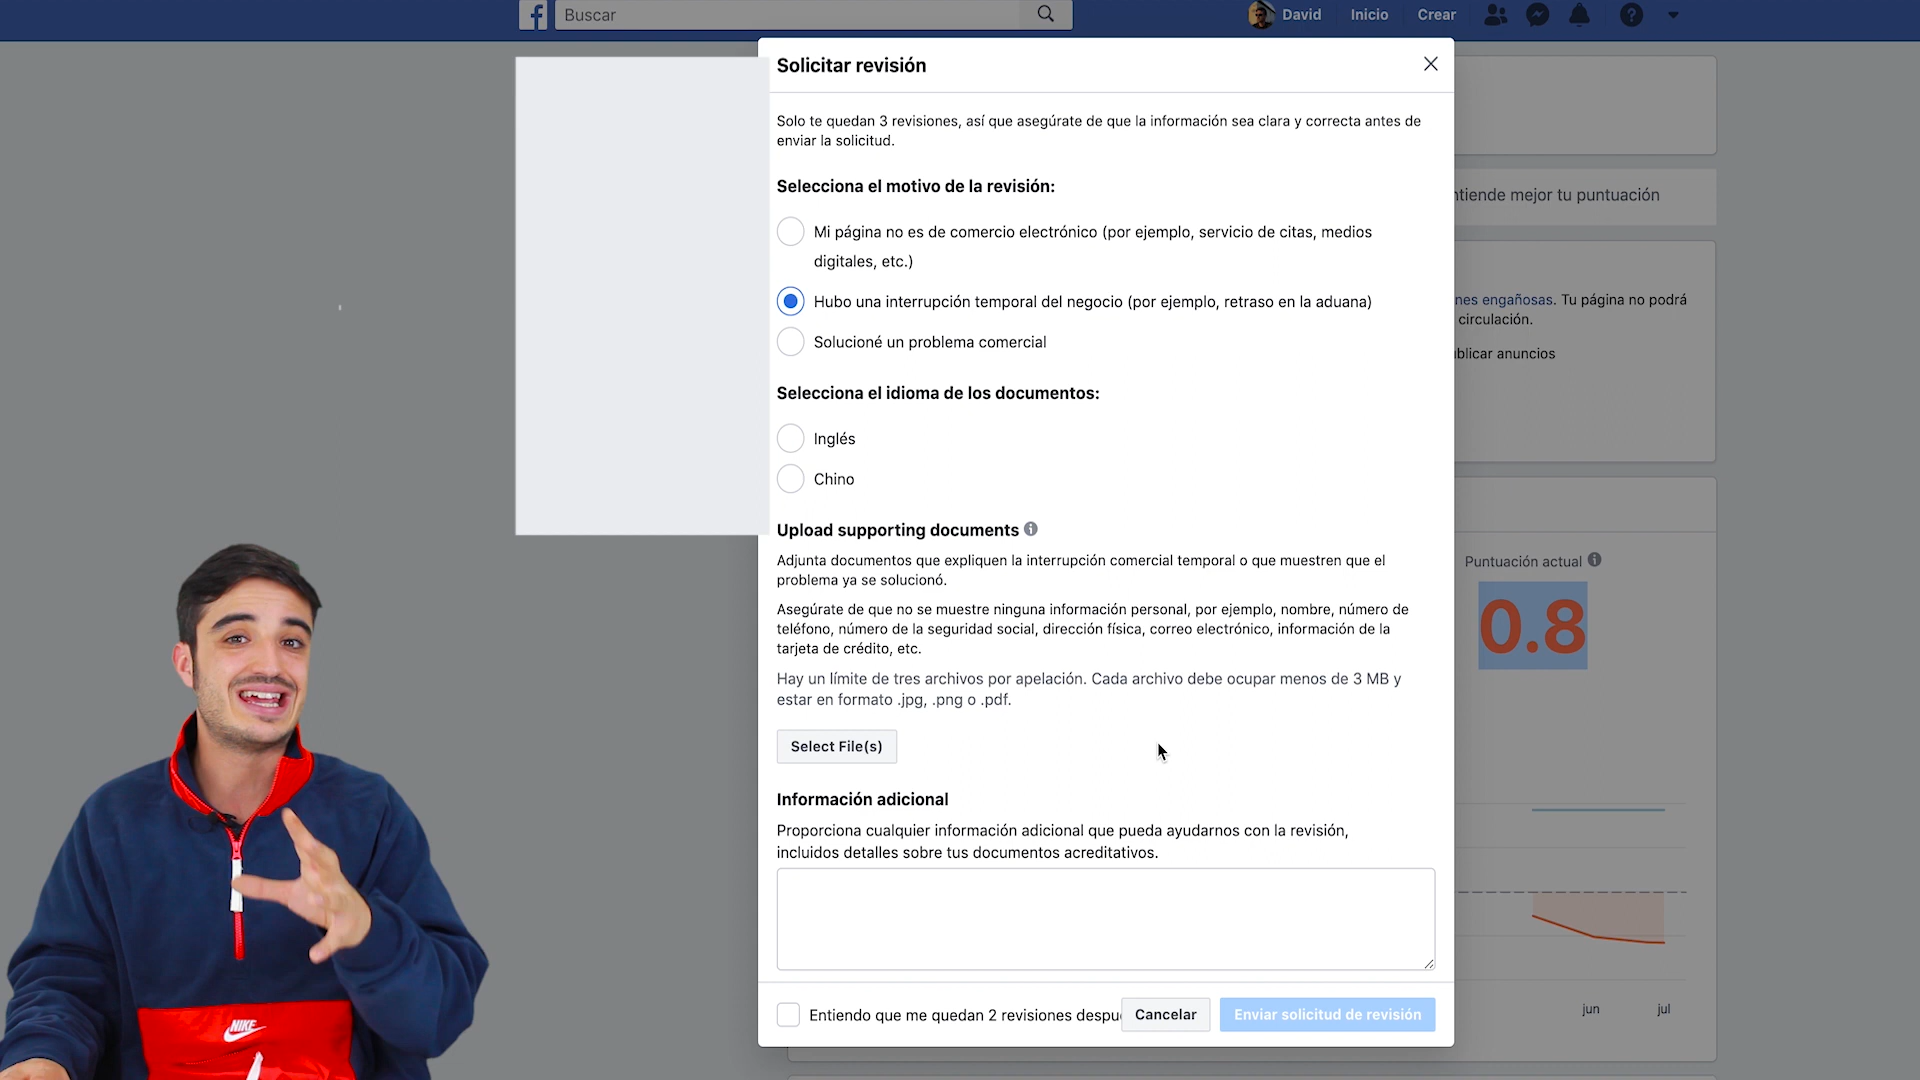 Buscar
David
Inicio
Crear
Solicitar revisión
Solo te quedan 3 revisiones, así que asegúrate de que la información sea clara y correcta antes de
enviar la solicitud.
Selecciona el motivo de la revisión:
Mi página no es de comercio electrónico (por ejemplo, servicio de citas, medios
digitales, etc.)
Hubo una interrupción temporal del negocio (por ejemplo, retraso en la aduana)
Solucioné un problema comercial
Selecciona el idioma de los documentos:
Inglés
Chino
Upload supporting documents
Adjunta documentos que expliquen la interrupción comercial temporal o que muestren que el
problema ya se solucionó.
Asegúrate de que no se muestre ninguna información personal, por ejemplo, nombre, número de
teléfono, número de la seguridad social, dirección física, correo electrónico, información de la
tarjeta de crédito, etc.
Hay un límite de tres archivos por apelación. Cada archivo debe ocupar menos de 3 MB y
estar en formato .jpg, .png o .pdf.
Select File(s)
Información adicional
Proporciona cualquier información adicional que pueda ayudarnos con la revisión,
incluidos detalles sobre tus documentos acreditativos.
Entiendo que me quedan 2 revisiones despu
Cancelar
Enviar solicitud de revisión
ntiende mejor tu puntuación
nes engañosas. Tu página no podrá
circulación.
blicar anuncios
Puntuación actual
0.8
jun
jul
NIKE